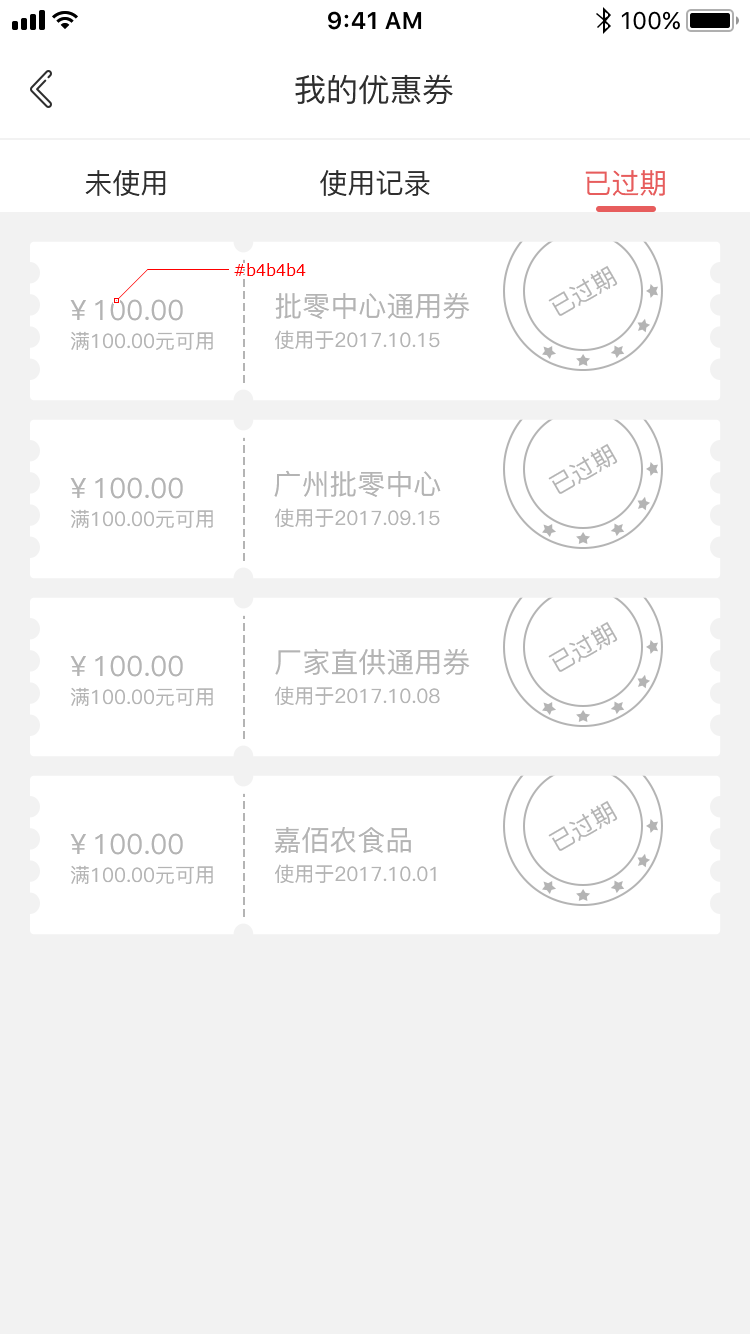 9:41 AM
100%
我的优惠券
未使用
使用记录
已过期
#b4b4b4
¥ 100.00
满100.00元可用
批零中心通用券
使用于2017.10.15
已过期
¥ 100.00
满100.00元可用
广州批零中心
使用于2017.09.15
已过期
¥ 100.00
满100.00元可用
厂家直供通用券
使用于2017.10.08
已过期
¥ 100.00
满100.00元可用
嘉佰农食品
使用于2017.10.01
已过期